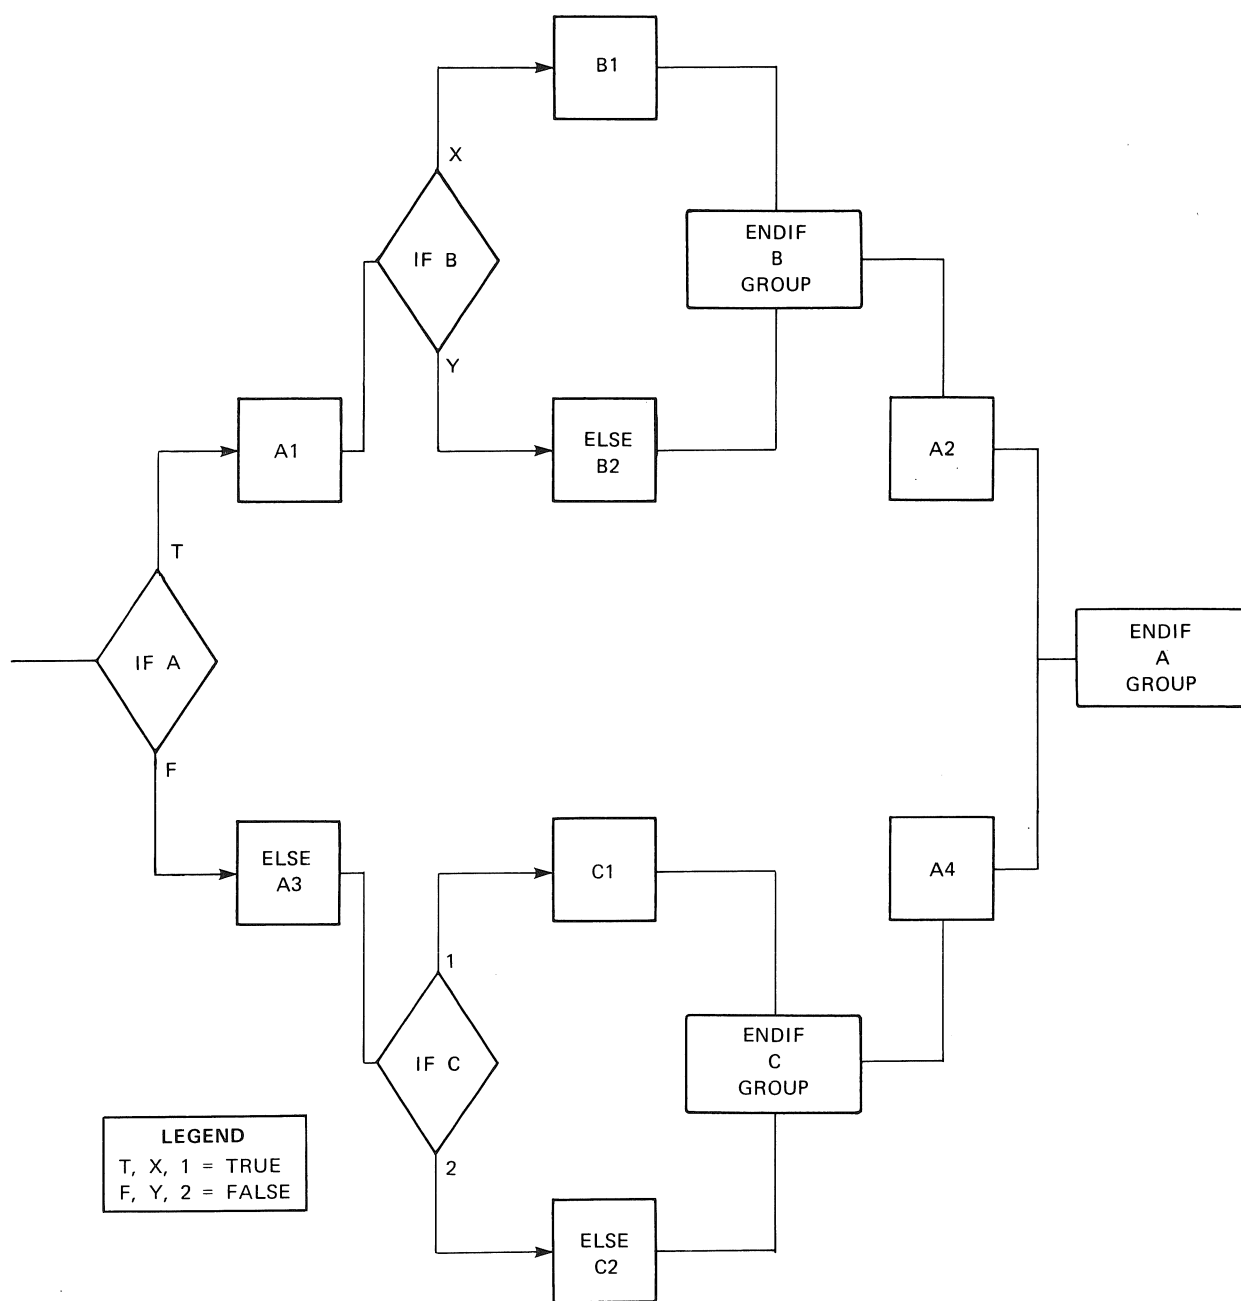 B1
X
IF B
ENDIF
B
GROUP
Y
A1
ELSE
B2
A2
T
IF A
ENDIF
A
GROUP
F
ELSE
A3
C1
A4
1
IF C
ENDIF
C
GROUP
2
LEGEND
T, X, 1 = TRUE
F, Y, 2 = FALSE
ELSE
C2